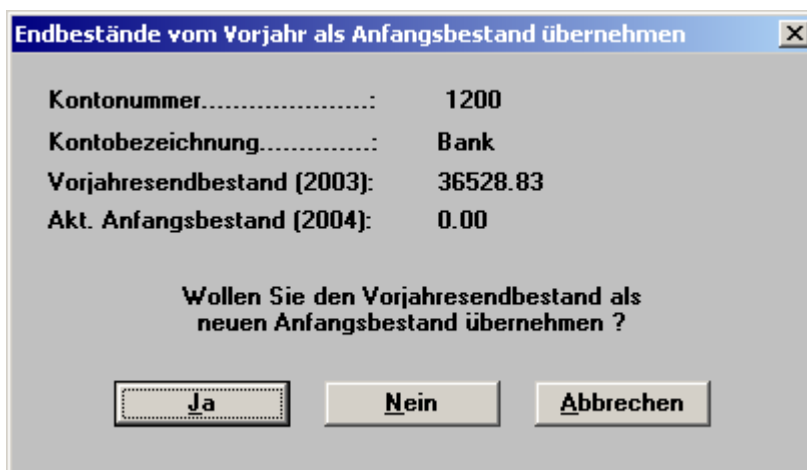 Endbestände vom Vorjahr als Anfangsbestand übernehmen
Kontonummer.....................: 1200
Kontobezeichnung..............: Bank
Vorjahresendbestand (2003): 36528.83
Akt. Anfangsbestand (2004): 0.00
Wollen Sie den Vorjahresendbestand als
neuen Anfangsbestand übernehmen ?
Ja Nein Abbrechen